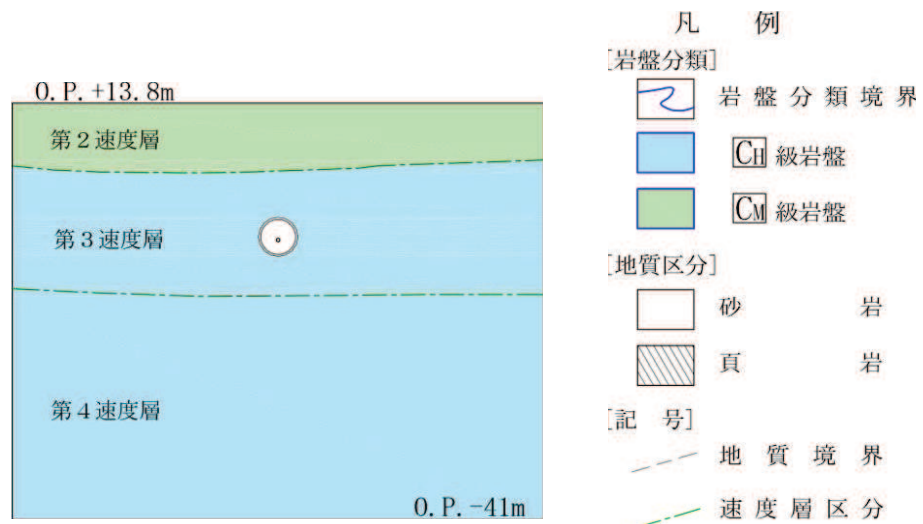 O.P.+13.8m
第2速度層
第3速度層
第4速度層
O.P.-41m
凡 例
[岩盤分類]
岩盤分類境界
CH 級岩盤
CM 級岩盤
[地質区分]
砂 岩
頁 岩
[記 号]
地質境界
速度層区分